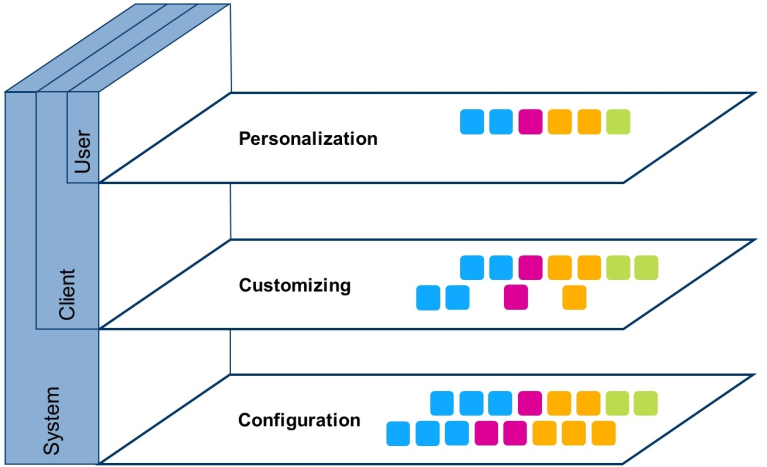 User
Personalization
Client
Customizing
System
Configuration